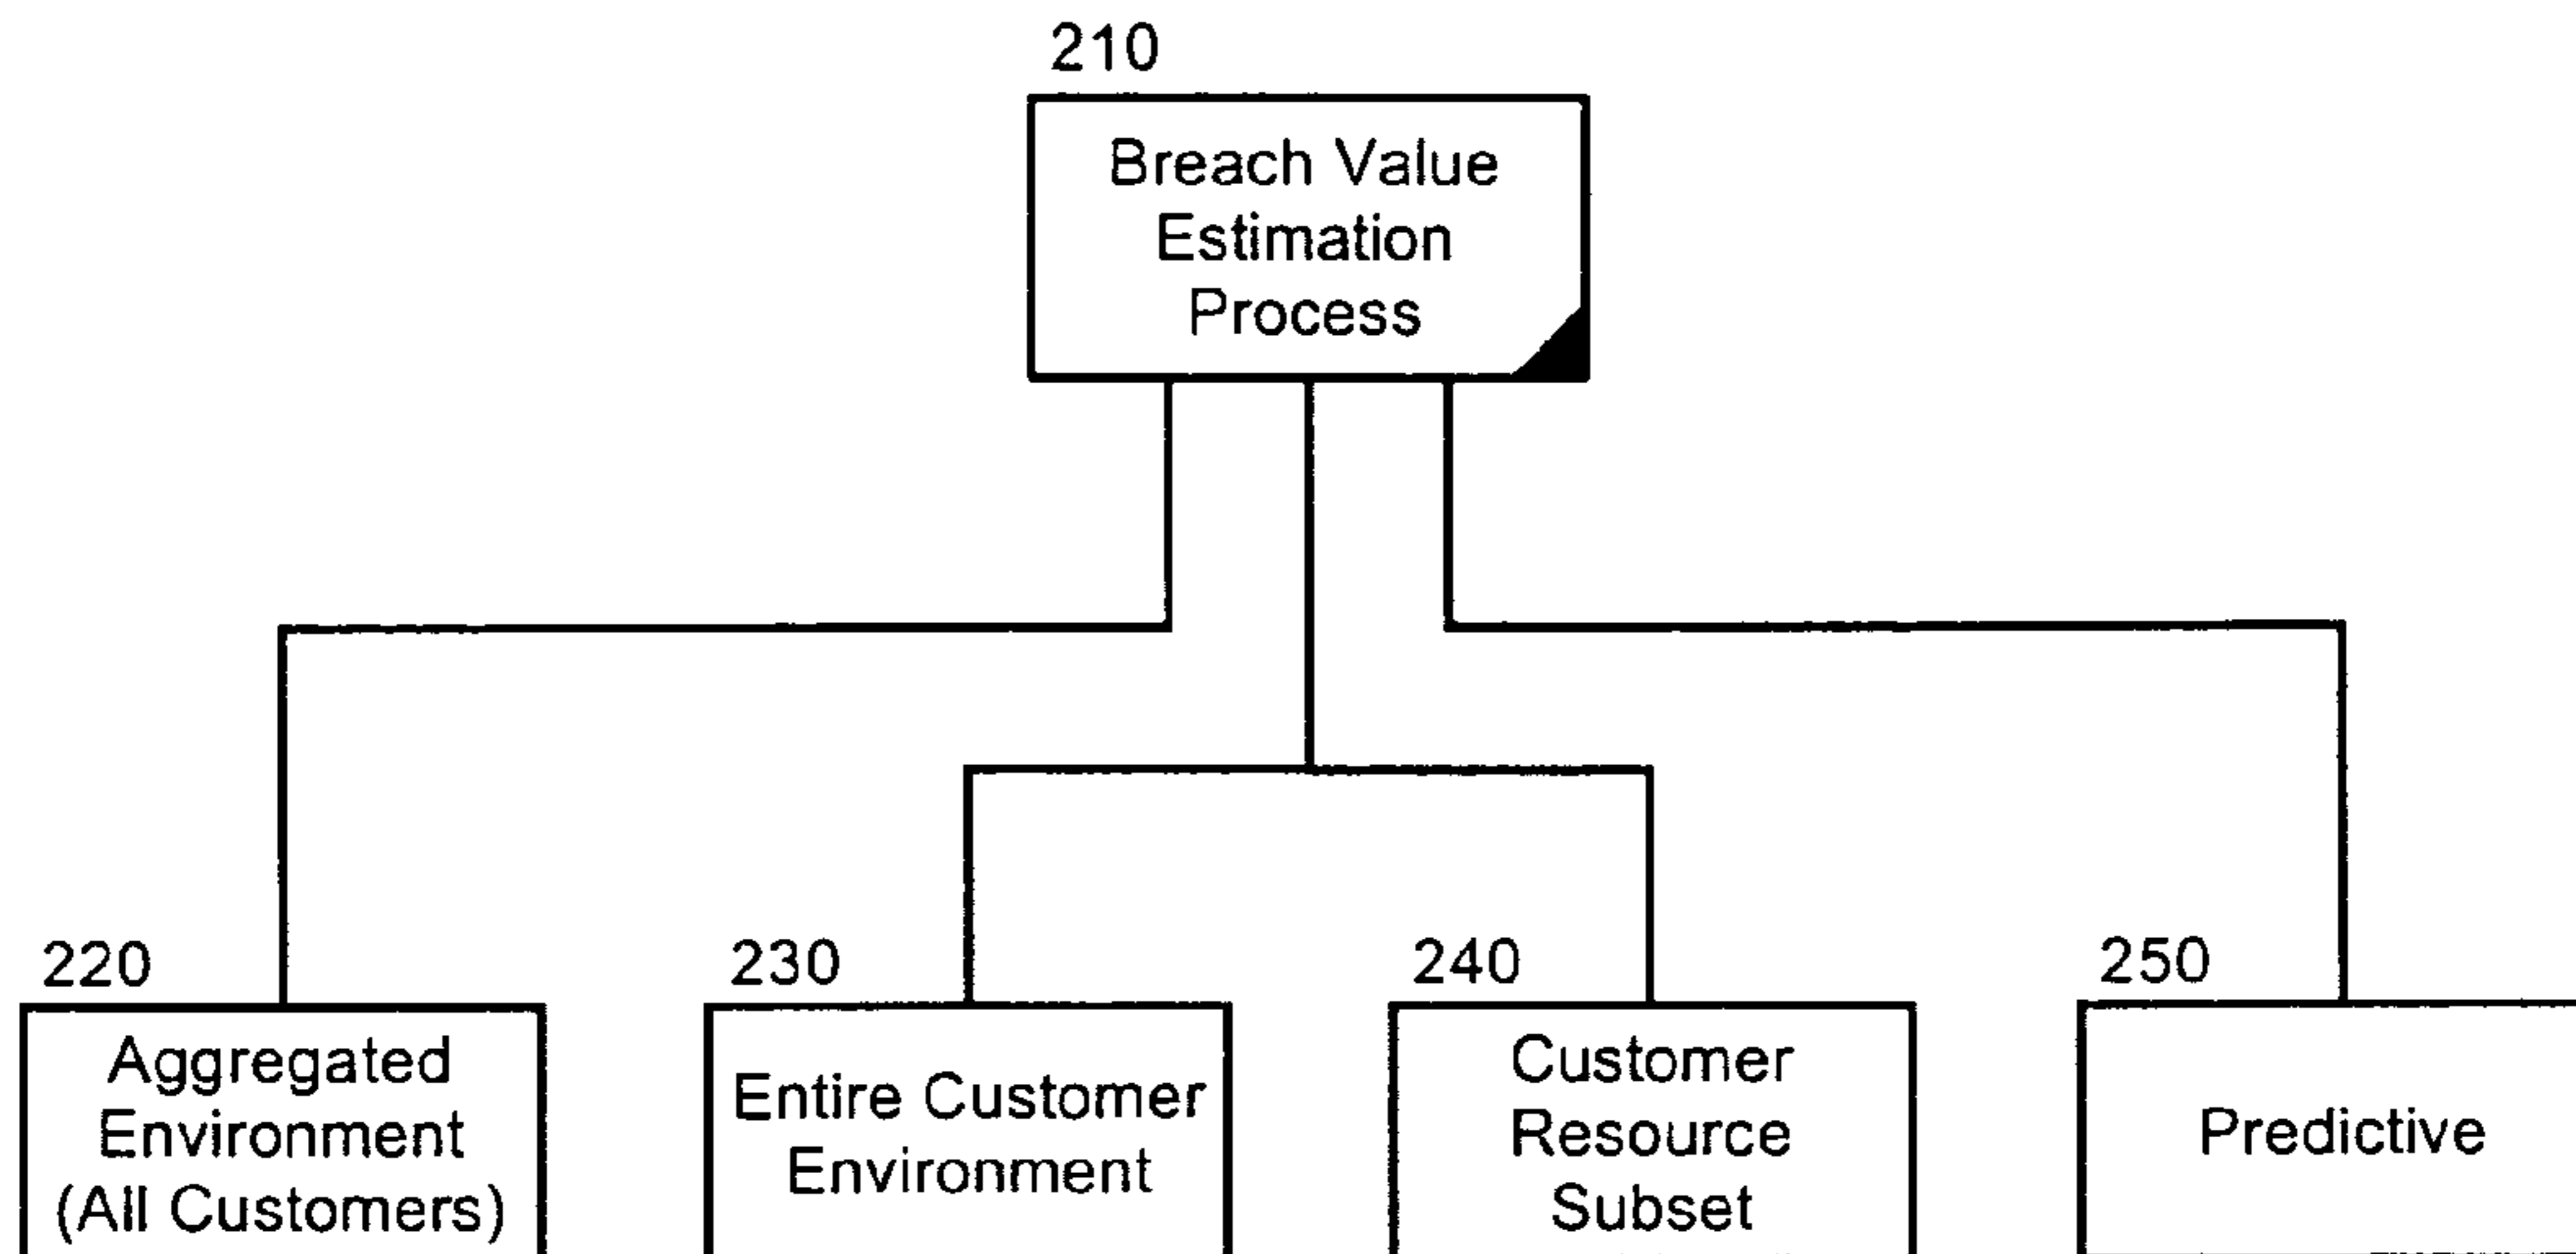 210
Breach Value
Estimation
Process
220
Aggregated
Environment
(All Customers)
230
Entire Customer
Environment
240
Customer
Resource
Subset
250
Predictive